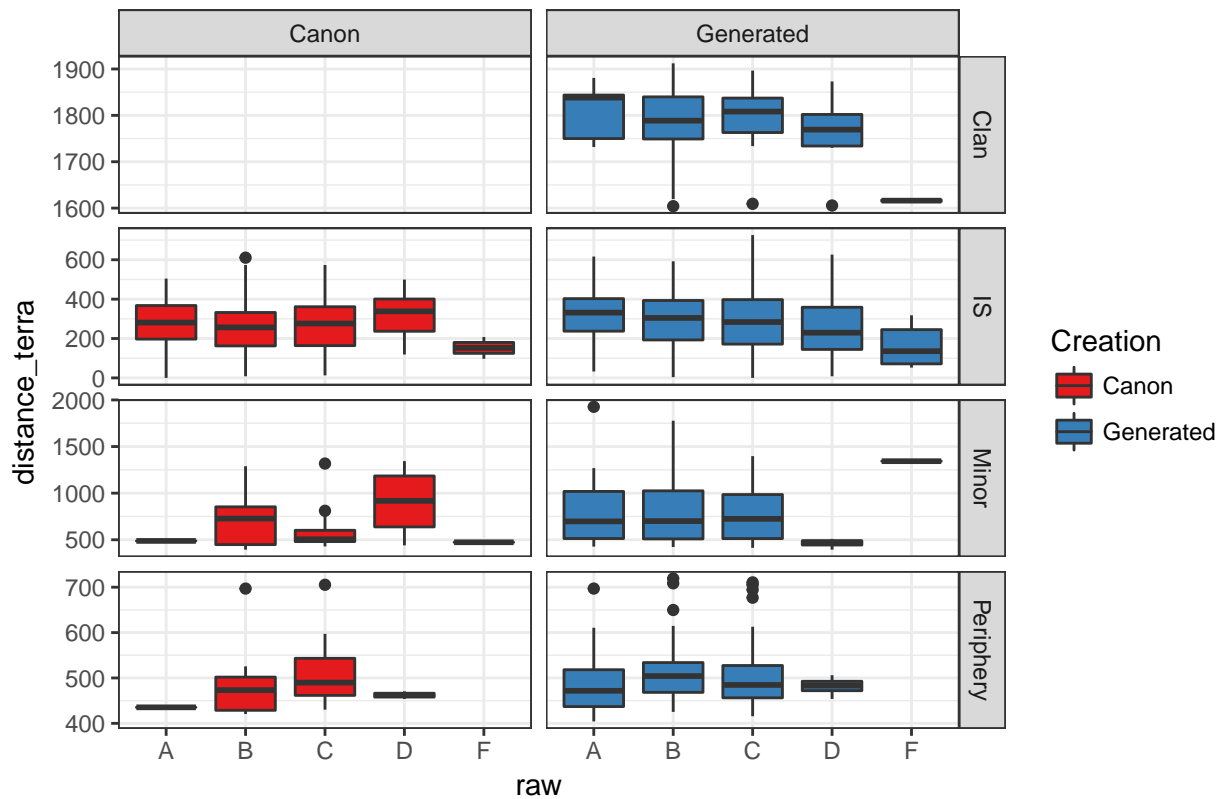 Canon
Generated
1900
1800
1700
1600
Clan
600
400
200
0
IS
2000
1500
1000
500
Minor
700
600
500
400
Periphery
distance_terra
A B C D F
A B C D F
raw
Creation
Canon
Generated